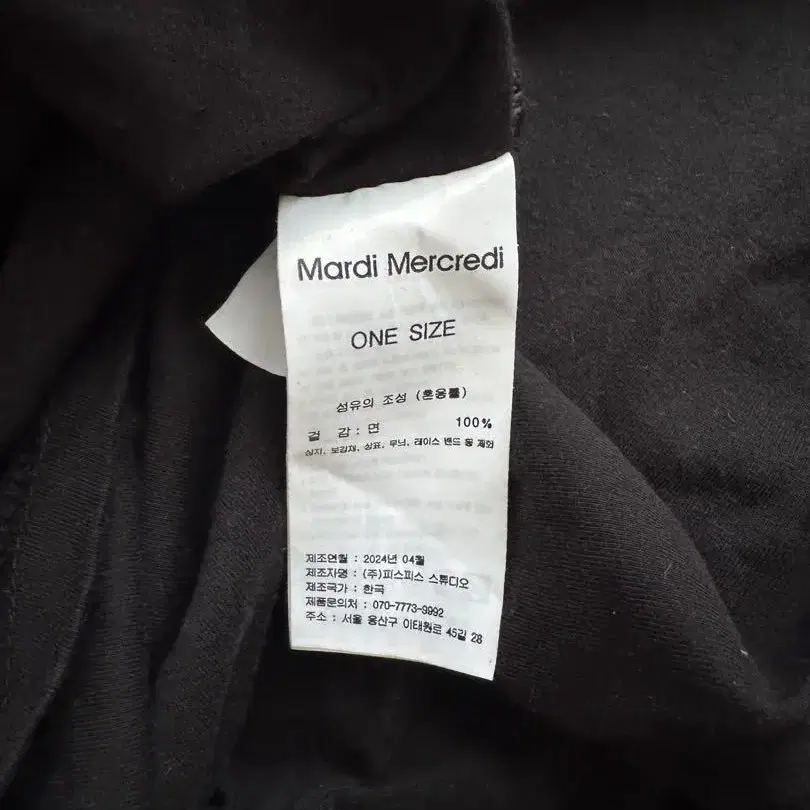 Mardi Mercredi
ONE SIZE
섬유의 조성 (혼용률)
겉 감 : 면 100%
심지, 보강재, 상표, 무늬, 레이스 밴드 등 제외
제조연월 : 2024년 04월
제조자명 : (주)피스피스 스튜디오
제조국가 : 한국
제품문의처 : 070-7773-9992
주소 : 서울 용산구 이태원로 45길 28